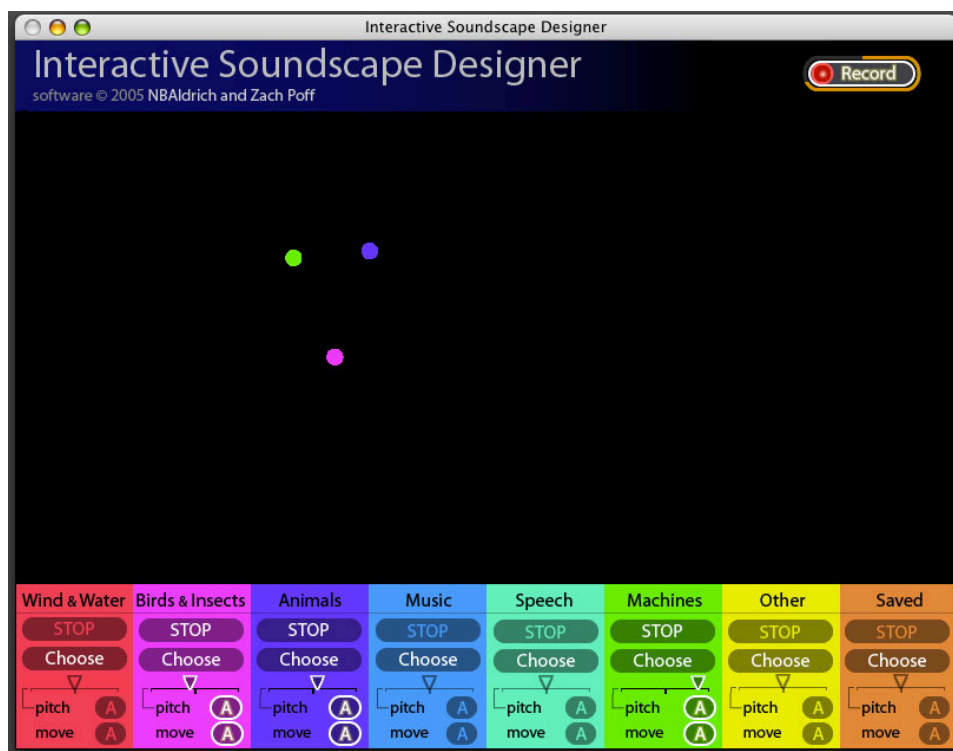 Interactive Soundscape Designer
Interactive Soundscape Designer
software © 2005 NBAldrich and Zach Poff
Record
Wind & Water Birds & Insects Animals Music Speech Machines Other Saved
STOP STOP STOP STOP STOP STOP STOP STOP
Choose Choose Choose Choose Choose Choose Choose Choose
pitch A pitch A pitch A pitch A pitch A pitch A pitch A pitch A
move A move A move A move A move A move A move A move A